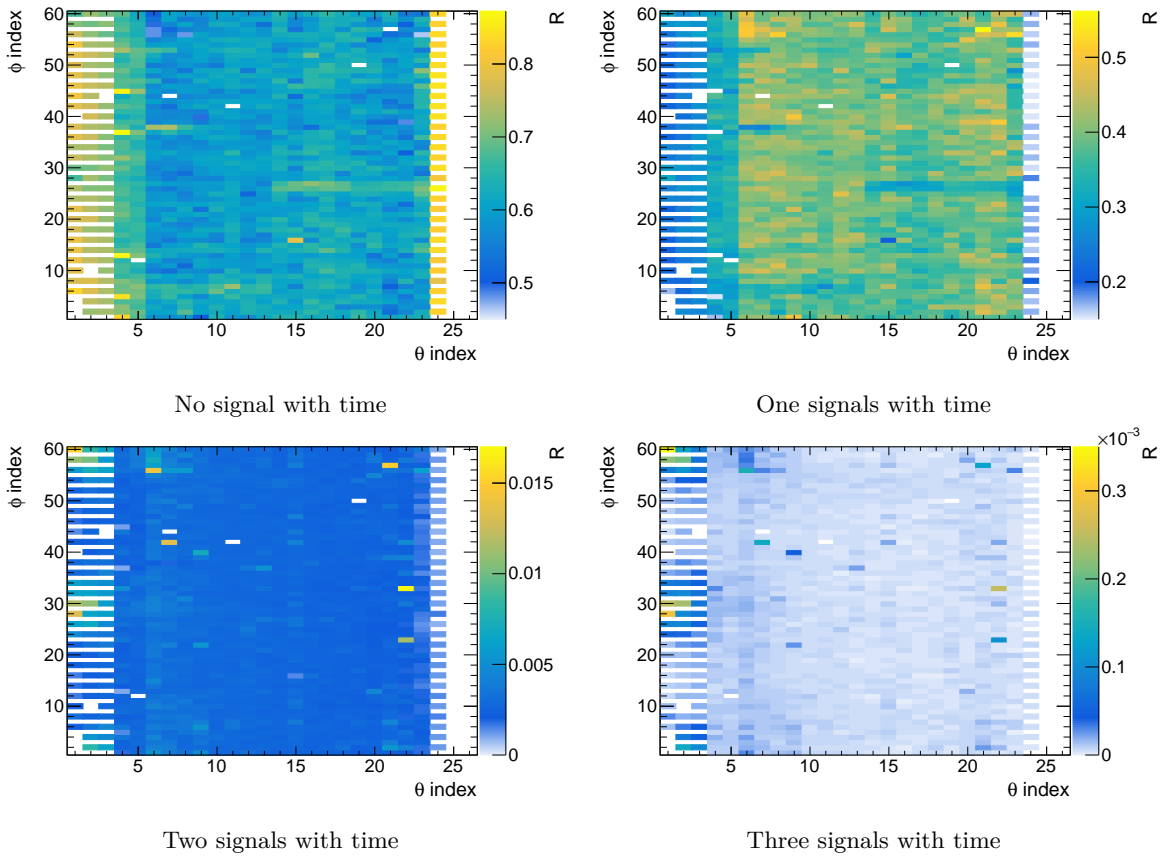 R
60
50
40
30
20
10
φ index
0.8
0.7
0.6
0.5
5 10 15 20 25
θ index
No signal with time
R
60
50
40
30
20
10
φ index
0.5
0.4
0.3
0.2
5 10 15 20 25
θ index
One signals with time
R
60
50
40
30
20
10
φ index
0.015
0.01
0.005
0
5 10 15 20 25
θ index
Two signals with time
×10⁻³
R
60
50
40
30
20
10
φ index
0.3
0.2
0.1
0
5 10 15 20 25
θ index
Three signals with time